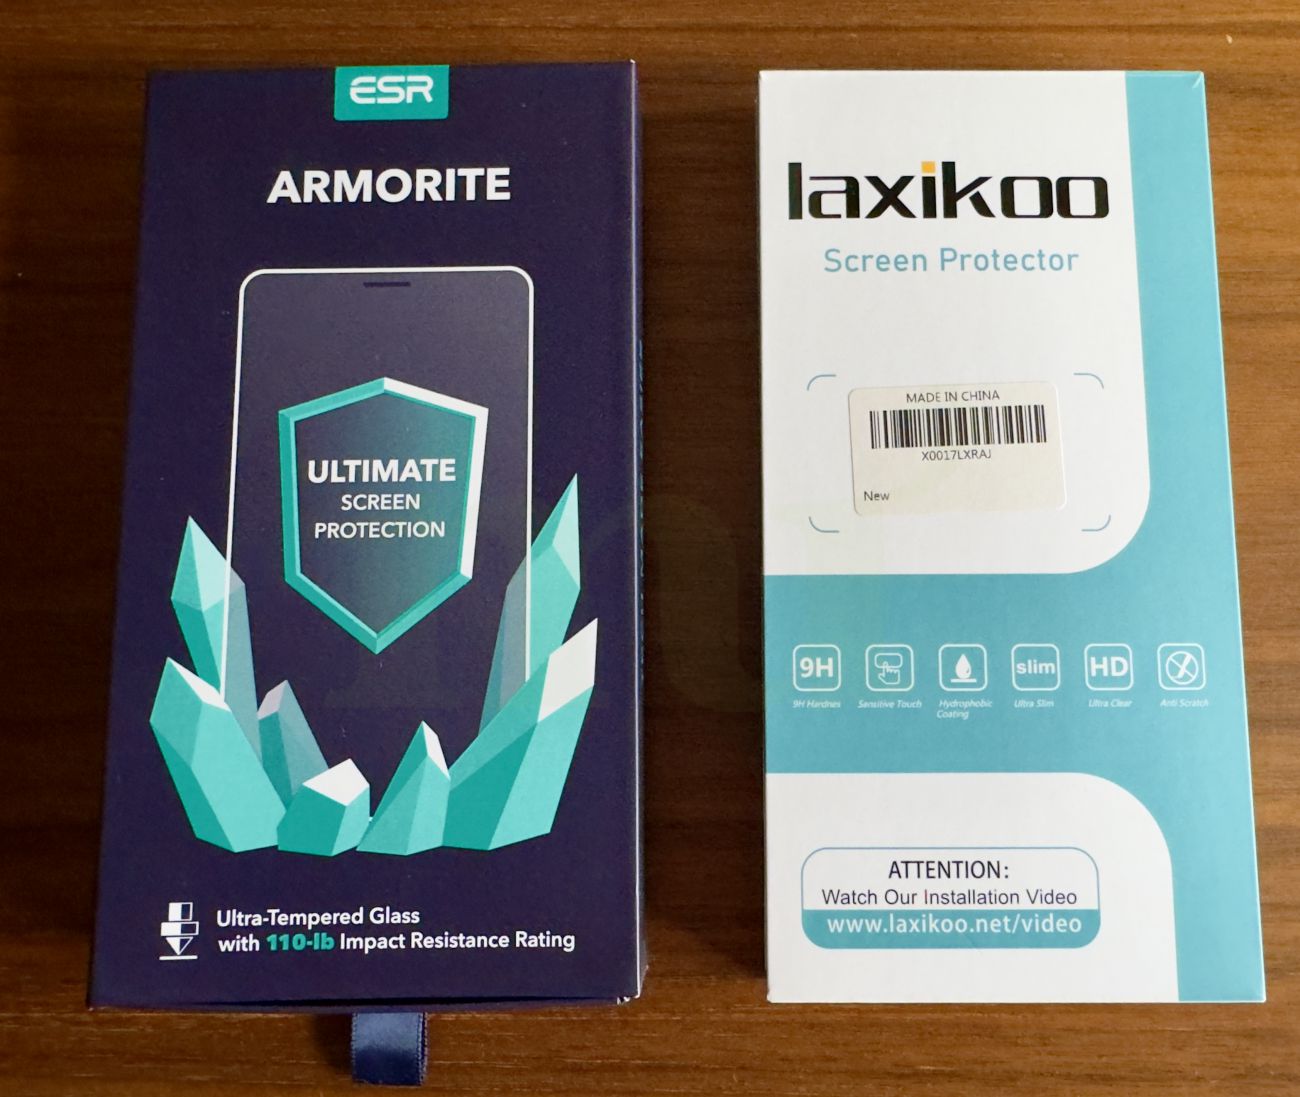 ESR
ARMORITE
ULTIMATE
SCREEN
PROTECTION
Ultra-Tempered Glass
with 110-lb Impact Resistance Rating
laxikoo
Screen Protector
MADE IN CHINA
X0017LXRAJ
New
9H
slim
HD
9H Hardnes
Sensitive Touch
Hydrophobic
Coating
Ultra Slim
Ultra Clear
Anti Scratch
ATTENTION:
Watch Our Installation Video
www.laxikoo.net/video